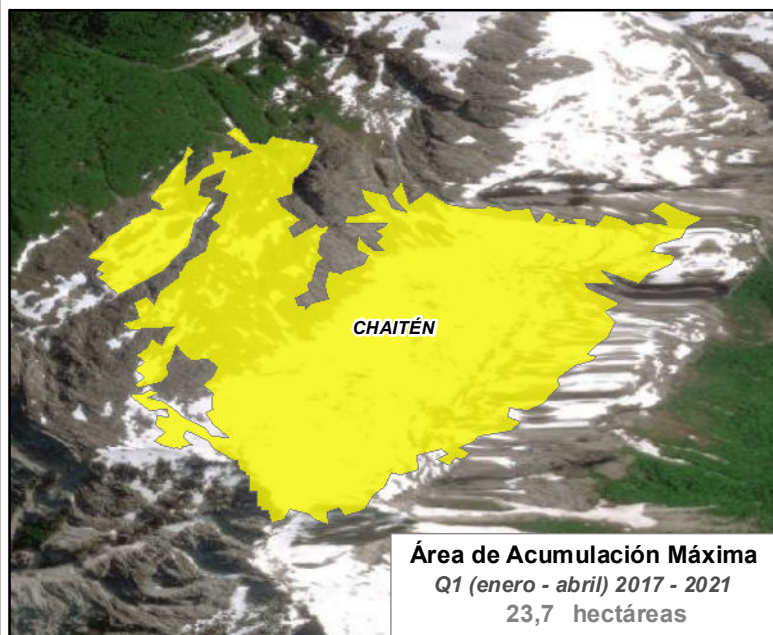 CHAITÉN
Área de Acumulación Máxima
Q1 (enero - abril) 2017 - 2021
23,7 hectáreas